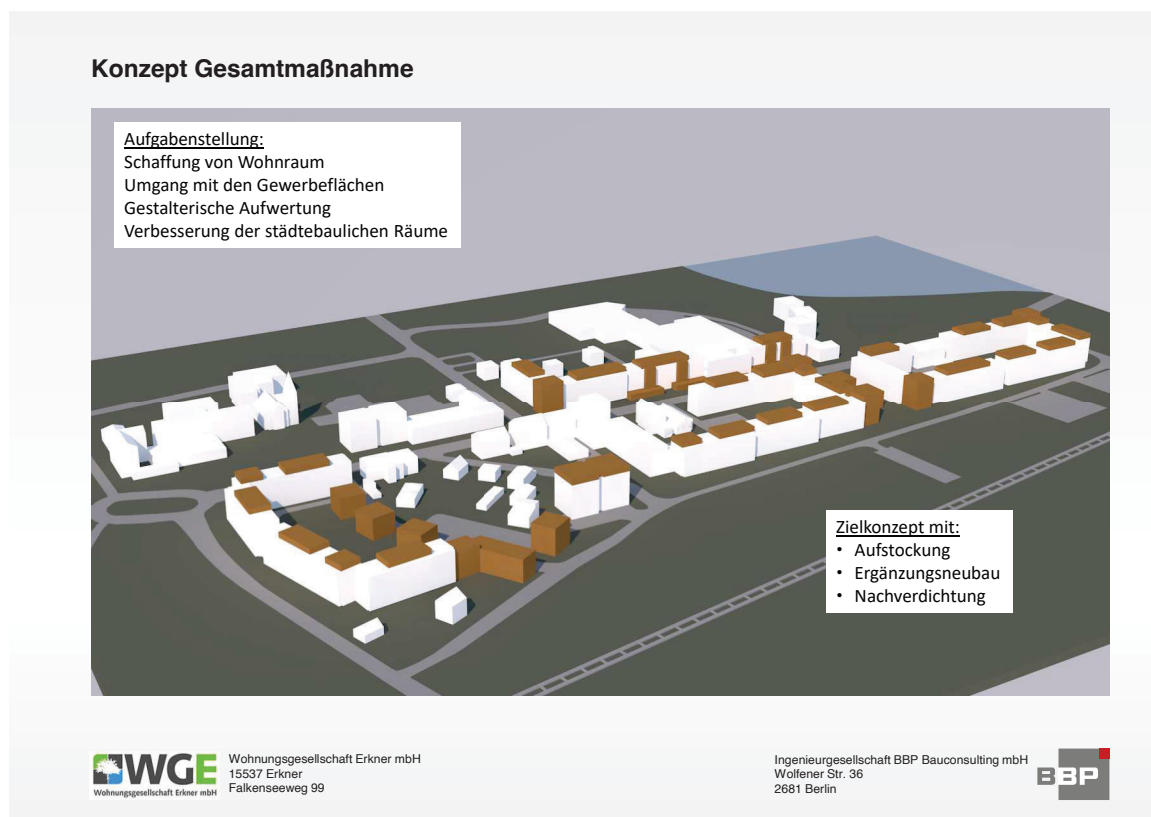 Konzept Gesamtmaßnahme
Aufgabenstellung:
Schaffung von Wohnraum
Umgang mit den Gewerbeflächen
Gestalterische Aufwertung
Verbesserung der städtebaulichen Räume
Zielkonzept mit:
• Aufstockung
• Ergänzungsneubau
• Nachverdichtung
WGE
Wohnungsgesellschaft Erkner mbH
Wohnungsgesellschaft Erkner mbH
15537 Erkner
Falkenseeweg 99
Ingenieurgesellschaft BBP Bauconsulting mbH
Wolfener Str. 36
2681 Berlin
BBP